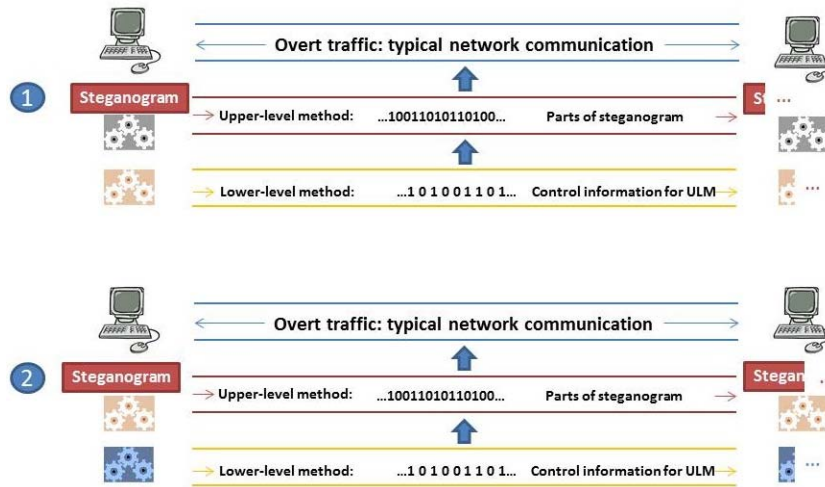 Overt traffic: typical network communication
1
Steganogram
St ...
Upper-level method: ...10011010110100... Parts of steganogram
Lower-level method: ...1 0 1 0 0 1 1 0 1... Control information for ULM
...
Overt traffic: typical network communication
2
Steganogram
Stegan .
Upper-level method: ...10011010110100... Parts of steganogram
Lower-level method: ...1 0 1 0 0 1 1 0 1... Control information for ULM
...